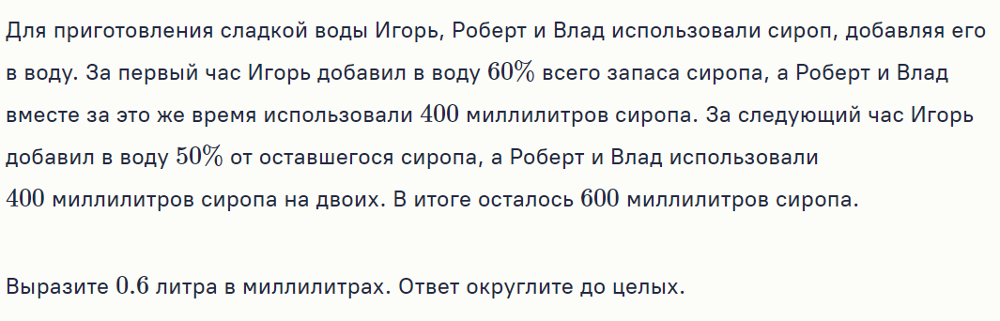 Для приготовления сладкой воды Игорь, Роберт и Влад использовали сироп, добавляя его
в воду. За первый час Игорь добавил в воду 60% всего запаса сиропа, а Роберт и Влад
вместе за это же время использовали 400 миллилитров сиропа. За следующий час Игорь
добавил в воду 50% от оставшегося сиропа, а Роберт и Влад использовали
400 миллилитров сиропа на двоих. В итоге осталось 600 миллилитров сиропа.
Выразите 0.6 литра в миллилитрах. Ответ округлите до целых.